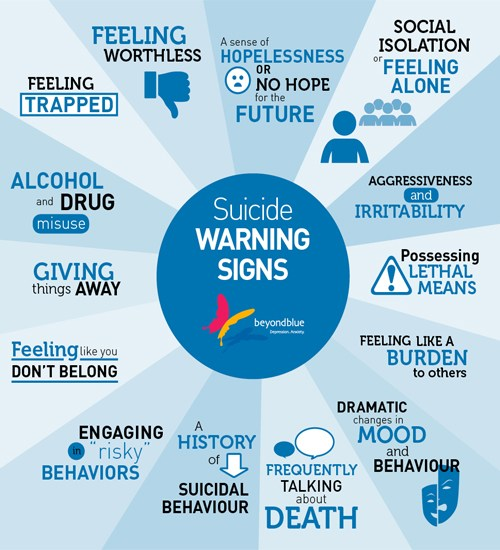 Suicide
WARNING
SIGNS
beyondblue
Depression. Anxiety.
FEELING
WORTHLESS
A sense of
HOPELESSNESS
OR
NO HOPE
for the
FUTURE
SOCIAL
ISOLATION
or FEELING
ALONE
AGGRESSIVENESS
and
IRRITABILITY
Possessing
LETHAL
MEANS
FEELING LIKE A
BURDEN
to others
DRAMATIC
changes in
MOOD
and
BEHAVIOUR
FREQUENTLY
TALKING
about
DEATH
A
HISTORY
of
SUICIDAL
BEHAVIOUR
ENGAGING
in "risky"
BEHAVIORS
Feeling like you
DON'T BELONG
GIVING
things AWAY
ALCOHOL
and DRUG
misuse
FEELING
TRAPPED